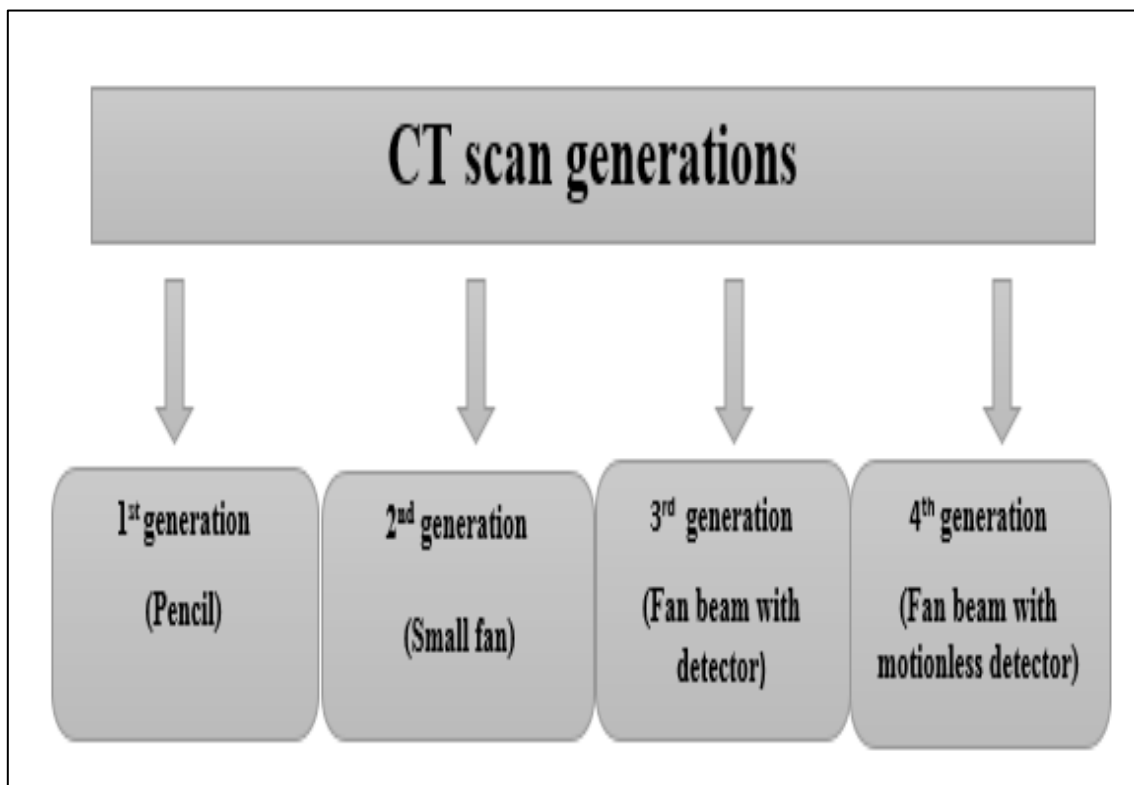 CT scan generations
1st generation
(Pencil)
2nd generation
(Small fan)
3rd generation
(Fan beam with
detector)
4th generation
(Fan beam with
motionless detector)